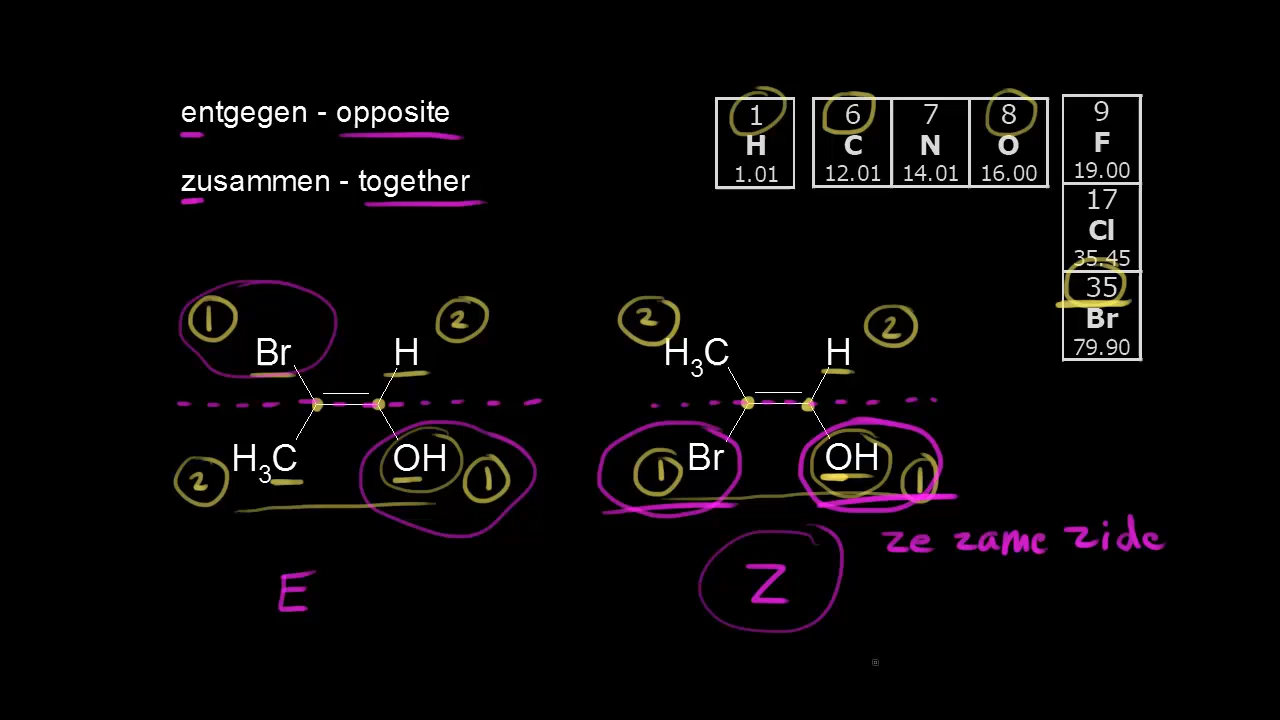 entgegen - opposite
zusammen - together
1
H
1.01
6
C
12.01
7
N
14.01
8
O
16.00
9
F
19.00
17
Cl
35.45
35
Br
79.90
1
2
Br
H
H3C
OH
2
1
E
2
2
H3C
H
1
Br
OH
1
ze zame zide
Z